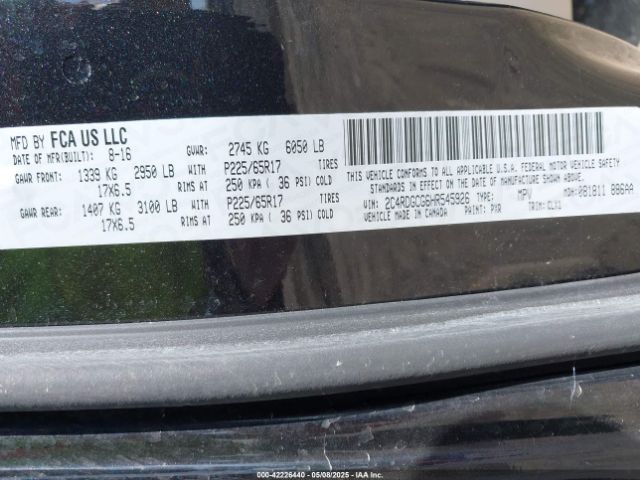 MFD BY FCA US LLC
DATE OF MFR(BUILT): 8-16 GVWR: 2745 KG 6050 LB
GAWR FRONT: 1339 KG 2950 LB WITH P225/65R17 TIRES
17X6.5 RIMS AT 250 KPA ( 36 PSI) COLD
GAWR REAR: 1407 KG 3100 LB WITH P225/65R17 TIRES
17X6.5 RIMS AT 250 KPA ( 36 PSI) COLD
THIS VEHICLE CONFORMS TO ALL APPLICABLE U.S.A. FEDERAL MOTOR VEHICLE SAFETY
STANDARDS IN EFFECT ON THE DATE OF MANUFACTURE SHOWN ABOVE.
VIN: 2C4RDGCG6HR545926 TYPE: MPV MDH: 081811 886AA
VEHICLE MADE IN CANADA PAINT: PXR TRIM: CLX1
000-42226440 - 05/08/2025 - IAA Inc.